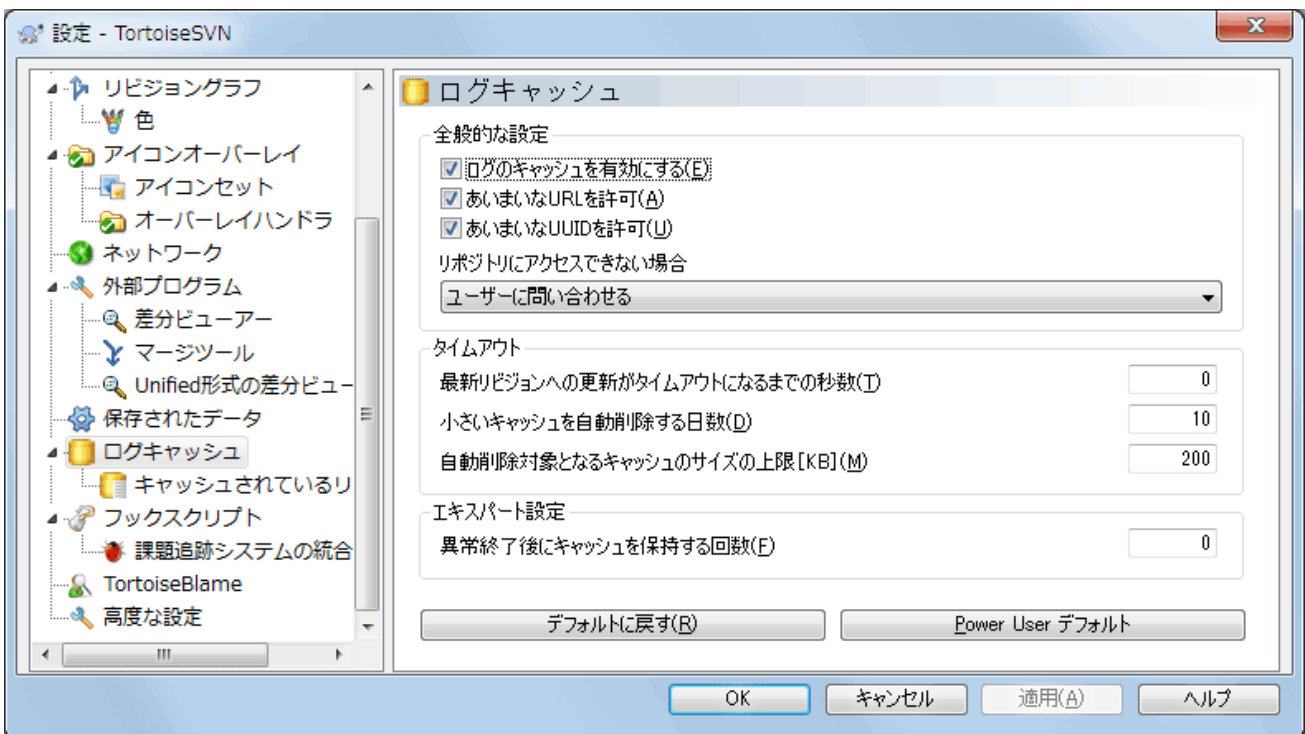 設定 - TortoiseSVN
リビジョングラフ
色
アイコンオーバーレイ
アイコンセット
オーバーレイハンドラ
ネットワーク
外部プログラム
差分ビューアー
マージツール
Unified形式の差分ビュー
保存されたデータ
ログキャッシュ
キャッシュされているリ
フックスクリプト
課題追跡システムの統合
TortoiseBlame
高度な設定
ログキャッシュ
全般的な設定
ログのキャッシュを有効にする(E)
あいまいなURLを許可(A)
あいまいなUUIDを許可(U)
リポジトリにアクセスできない場合
ユーザーに問い合わせる
タイムアウト
最新リビジョンへの更新がタイムアウトになるまでの秒数(T) 0
小さいキャッシュを自動削除する日数(D) 10
自動削除対象となるキャッシュのサイズの上限[KB](M) 200
エキスパート設定
異常終了後にキャッシュを保持する回数(F) 0
デフォルトに戻す(R) Power User デフォルト
OK キャンセル 適用(A) ヘルプ